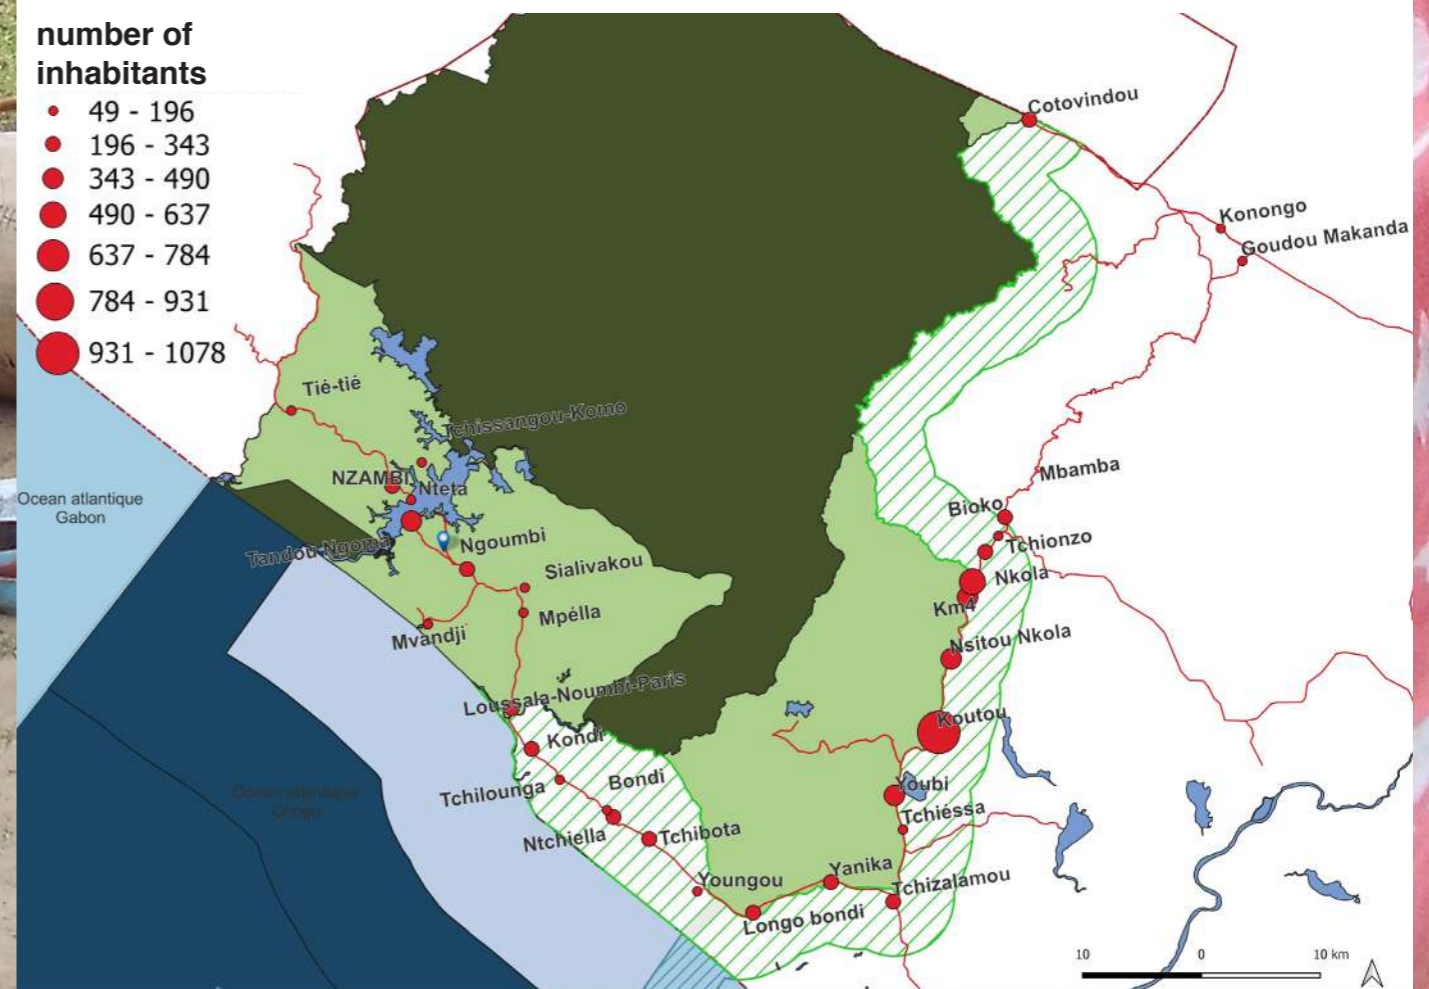 number of
inhabitants
49 - 196
196 - 343
343 - 490
490 - 637
637 - 784
784 - 931
931 - 1078
Cotovindou
Konongo
Goudou Makanda
Tié-tié
Tchissangou-Komo
NZAMBI
Nteta
Mbamba
Ocean atlantique
Gabon
Bioko
Tandou Ngoma
Ngoumbi
Tchionzo
Sialivakou
Nkola
Km4
Mpélla
Mvandji
Nsitou Nkola
Loussala-Noumbi-Paris
Koutou
Kondi
Tchilounga
Bondi
Youbi
Ocean atlantique
Congo
Tchiéssa
Ntchiella
Tchibota
Yanika
Youngou
Tchizalamou
Longo bondi
10 0 10 km